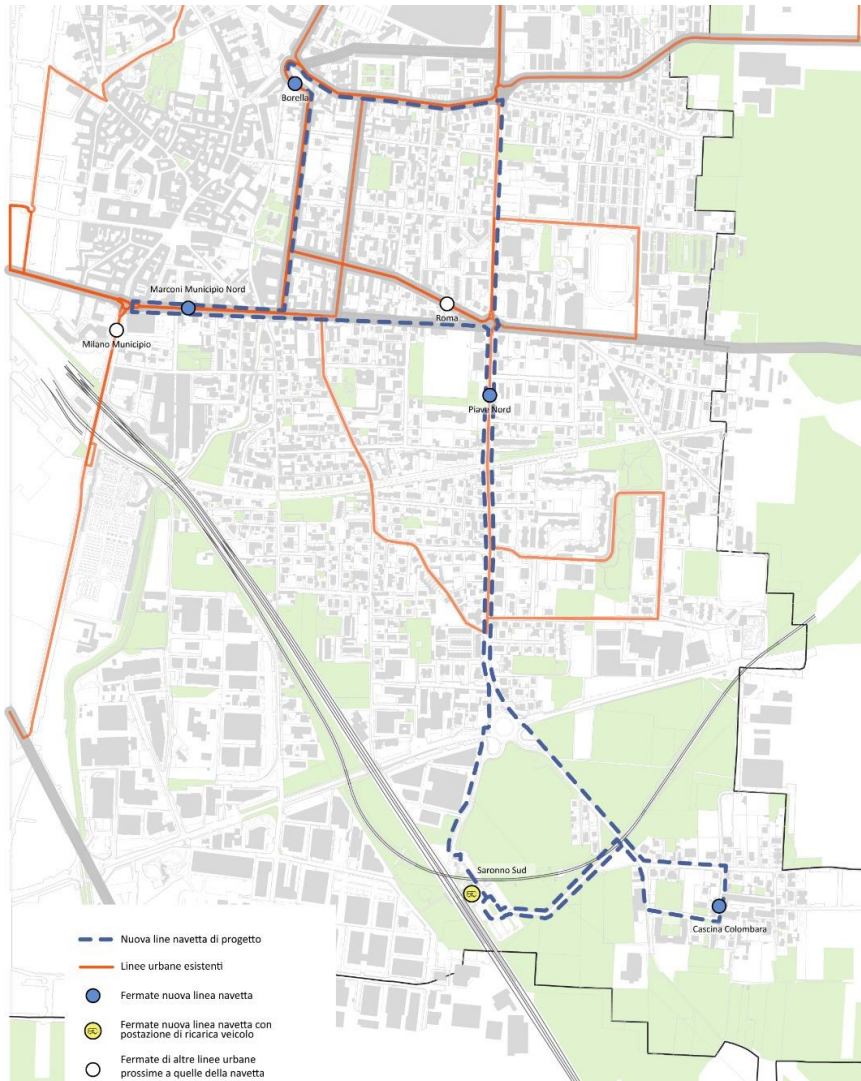 Borella
Marconi Municipio Nord
Roma
Milano Municipio
Piave Nord
Saronno Sud
Cascina Colombara
Nuova line navetta di progetto
Linee urbane esistenti
Fermate nuova linea navetta
Fermate nuova linea navetta con
postazione di ricarica veicolo
Fermate di altre linee urbane
prossime a quelle della navetta